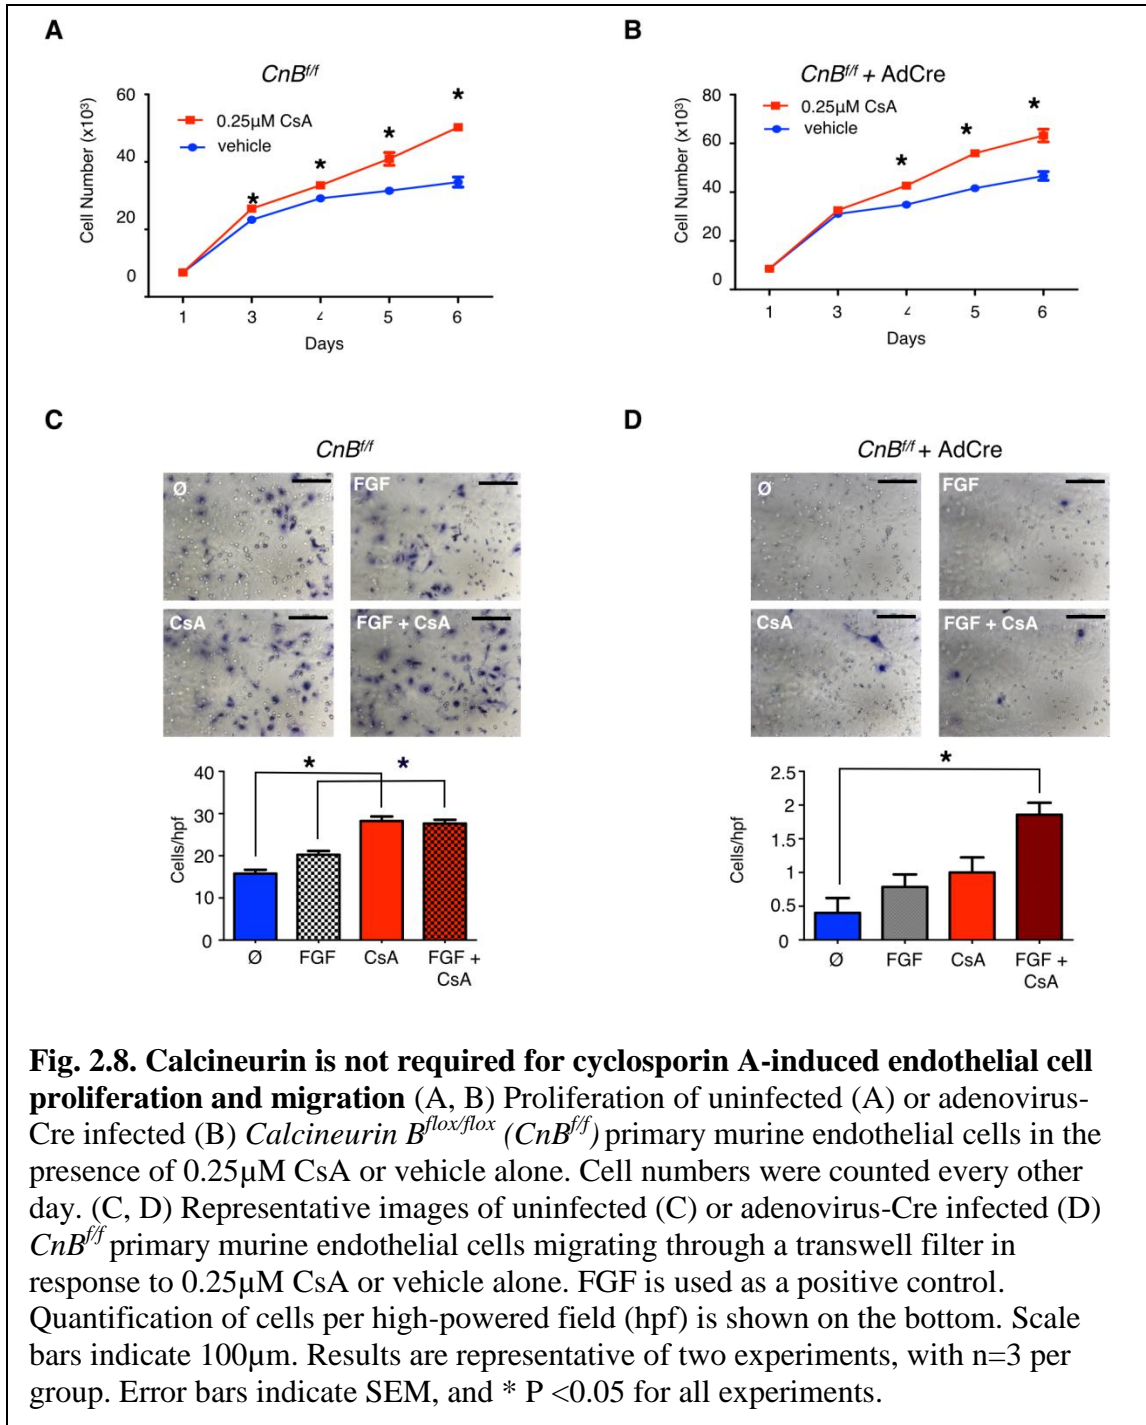 A
CnB^f/f
60
40
20
0
Cell Number (x10³)
0.25µM CsA
vehicle
*
*
*
*
1 3 4 5 6
Days
B
CnB^f/f + AdCre
80
60
40
20
0
Cell Number (x10³)
0.25µM CsA
vehicle
*
*
*
1 3 4 5 6
Days
C
CnB^f/f
Ø
FGF
CsA
FGF + CsA
40
30
20
10
0
Cells/hpf
*
*
Ø FGF CsA FGF +
CsA
D
CnB^f/f + AdCre
Ø
FGF
CsA
FGF + CsA
2.5
2
1.5
1
0.5
0
Cells/hpf
*
Ø FGF CsA FGF +
CsA
Fig. 2.8. Calcineurin is not required for cyclosporin A-induced endothelial cell
proliferation and migration (A, B) Proliferation of uninfected (A) or adenovirus-
Cre infected (B) Calcineurin B^flox/flox (CnB^f/f) primary murine endothelial cells in the
presence of 0.25µM CsA or vehicle alone. Cell numbers were counted every other
day. (C, D) Representative images of uninfected (C) or adenovirus-Cre infected (D)
CnB^f/f primary murine endothelial cells migrating through a transwell filter in
response to 0.25µM CsA or vehicle alone. FGF is used as a positive control.
Quantification of cells per high-powered field (hpf) is shown on the bottom. Scale
bars indicate 100µm. Results are representative of two experiments, with n=3 per
group. Error bars indicate SEM, and * P <0.05 for all experiments.